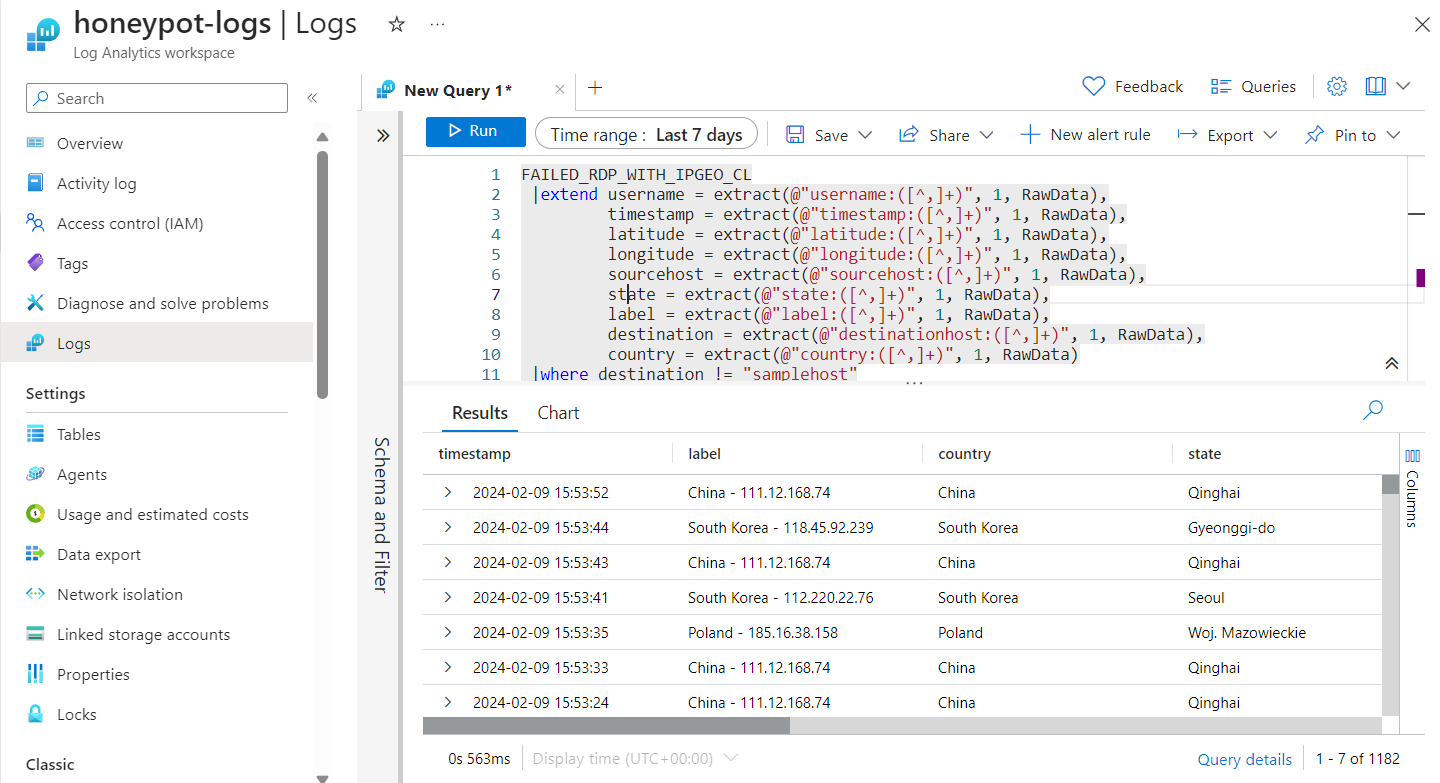 honeypot-logs | Logs
Log Analytics workspace
Search
Overview
Activity log
Access control (IAM)
Tags
Diagnose and solve problems
Logs
Settings
Tables
Agents
Usage and estimated costs
Data export
Network isolation
Linked storage accounts
Properties
Locks
Classic
New Query 1*
Feedback
Queries
Run
Time range : Last 7 days
Save
Share
New alert rule
Export
Pin to
Schema and Filter
1 FAILED_RDP_WITH_IPGEO_CL
2 |extend username = extract(@"username:([^,]+)", 1, RawData),
3 timestamp = extract(@"timestamp:([^,]+)", 1, RawData),
4 latitude = extract(@"latitude:([^,]+)", 1, RawData),
5 longitude = extract(@"longitude:([^,]+)", 1, RawData),
6 sourcehost = extract(@"sourcehost:([^,]+)", 1, RawData),
7 state = extract(@"state:([^,]+)", 1, RawData),
8 label = extract(@"label:([^,]+)", 1, RawData),
9 destination = extract(@"destinationhost:([^,]+)", 1, RawData),
10 country = extract(@"country:([^,]+)", 1, RawData)
11 |where destination != "samplehost"
Results Chart
timestamp label country state
2024-02-09 15:53:52 China - 111.12.168.74 China Qinghai
2024-02-09 15:53:44 South Korea - 118.45.92.239 South Korea Gyeonggi-do
2024-02-09 15:53:43 China - 111.12.168.74 China Qinghai
2024-02-09 15:53:41 South Korea - 112.220.22.76 South Korea Seoul
2024-02-09 15:53:35 Poland - 185.16.38.158 Poland Woj. Mazowieckie
2024-02-09 15:53:33 China - 111.12.168.74 China Qinghai
2024-02-09 15:53:24 China - 111.12.168.74 China Qinghai
Columns
0s 563ms Display time (UTC+00:00) Query details 1 - 7 of 1182